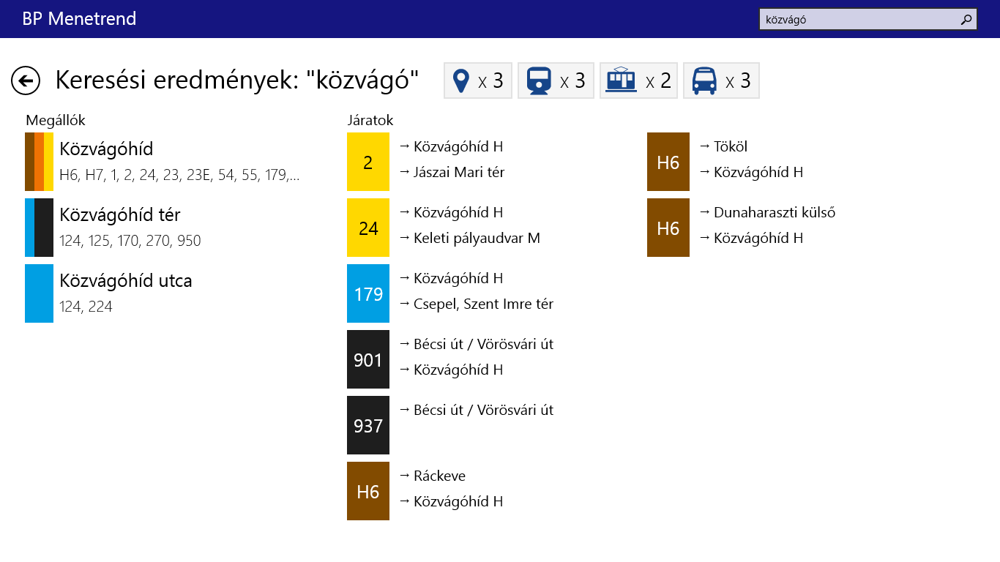 BP Menetrend
közvágó
Keresési eredmények: "közvágó"
x 3
x 3
x 2
x 3
Megállók
Közvágóhíd
H6, H7, 1, 2, 24, 23, 23E, 54, 55, 179,...
Közvágóhíd tér
124, 125, 170, 270, 950
Közvágóhíd utca
124, 224
Járatok
2
→ Közvágóhíd H
→ Jászai Mari tér
24
→ Közvágóhíd H
→ Keleti pályaudvar M
179
→ Közvágóhíd H
→ Csepel, Szent Imre tér
901
→ Bécsi út / Vörösvári út
→ Közvágóhíd H
937
→ Bécsi út / Vörösvári út
H6
→ Ráckeve
→ Közvágóhíd H
H6
→ Tököl
→ Közvágóhíd H
H6
→ Dunaharaszti külső
→ Közvágóhíd H